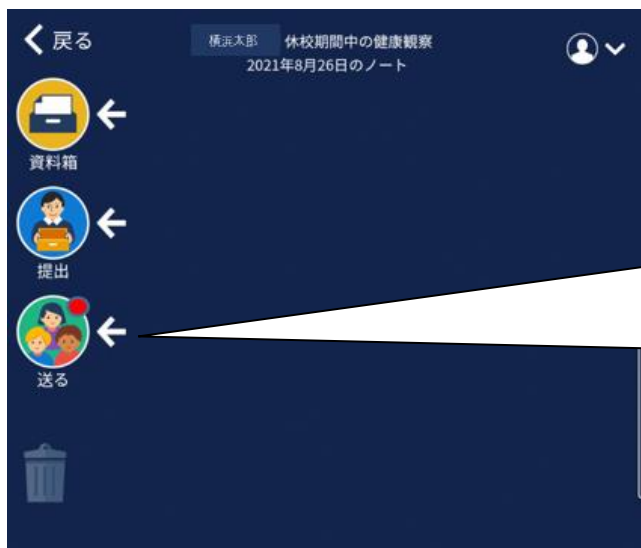 戻る
横浜太郎 休校期間中の健康観察
2021年8月26日のノート
資料箱
提出
送る